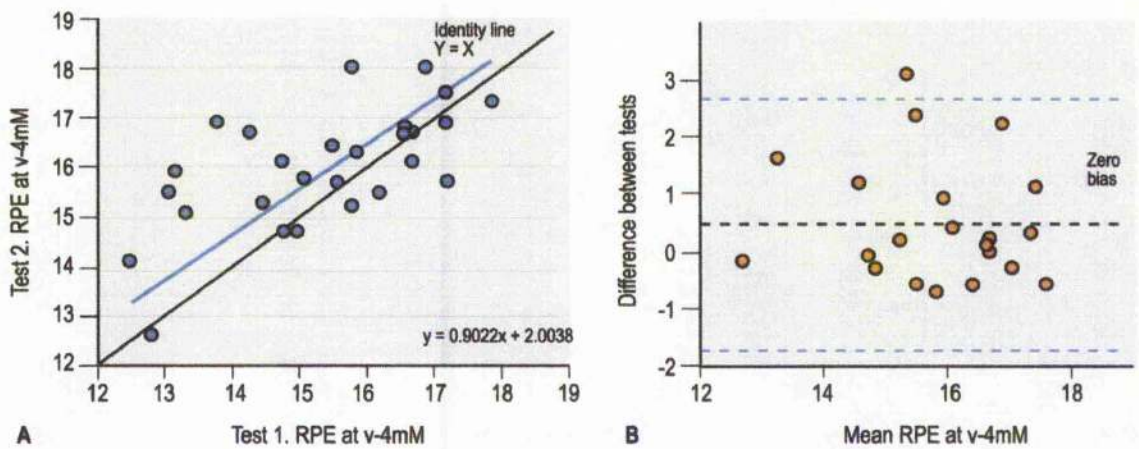 19
18
17
16
15
14
13
12
12
13
14
15
16
17
18
19
Test 2. RPE at v-4mM
Identity line
Y = X
y = 0.9022x + 2.0038
A
Test 1. RPE at v-4mM
3
2
1
0
-1
-2
12
14
16
18
Difference between tests
Zero
bias
B
Mean RPE at v-4mM